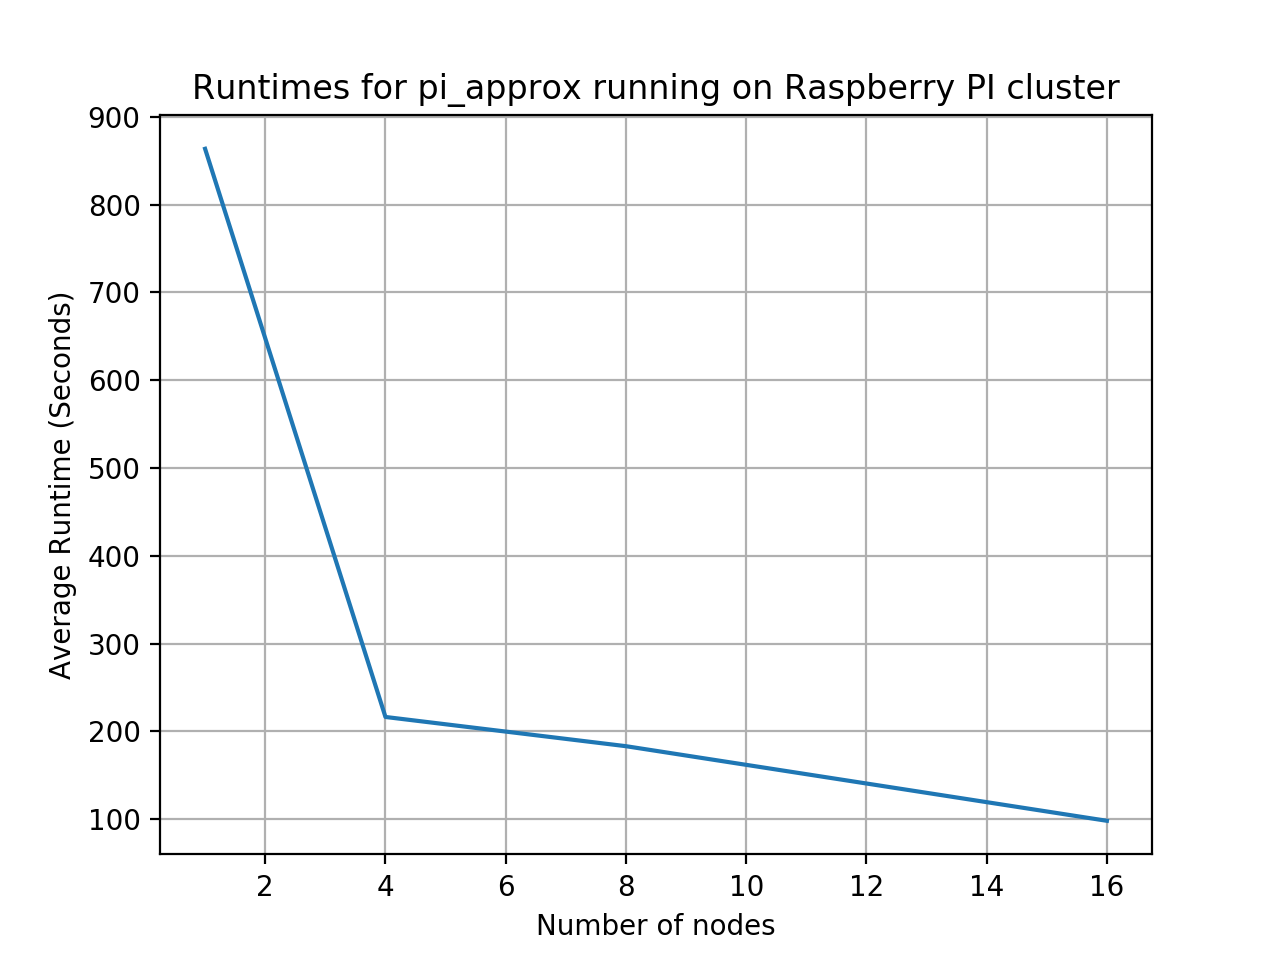 Runtimes for pi_approx running on Raspberry PI cluster
900
800
700
600
500
400
300
200
100
Average Runtime (Seconds)
2 4 6 8 10 12 14 16
Number of nodes